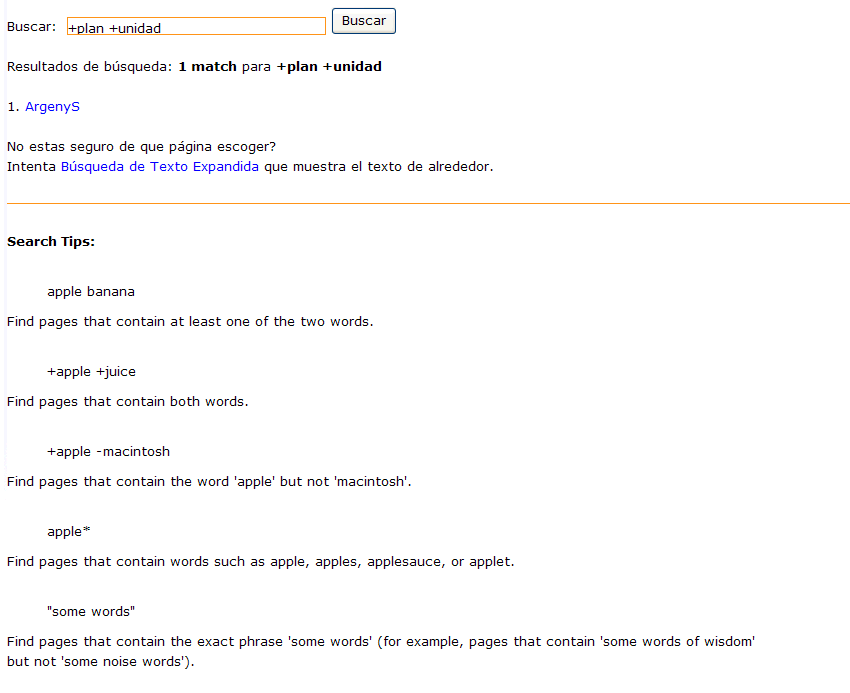 Buscar: +plan +unidad Buscar
Resultados de búsqueda: 1 match para +plan +unidad
1. ArgenyS
No estas seguro de que página escoger?
Intenta Búsqueda de Texto Expandida que muestra el texto de alrededor.
Search Tips:
apple banana
Find pages that contain at least one of the two words.
+apple +juice
Find pages that contain both words.
+apple -macintosh
Find pages that contain the word 'apple' but not 'macintosh'.
apple*
Find pages that contain words such as apple, apples, applesauce, or applet.
"some words"
Find pages that contain the exact phrase 'some words' (for example, pages that contain 'some words of wisdom'
but not 'some noise words').